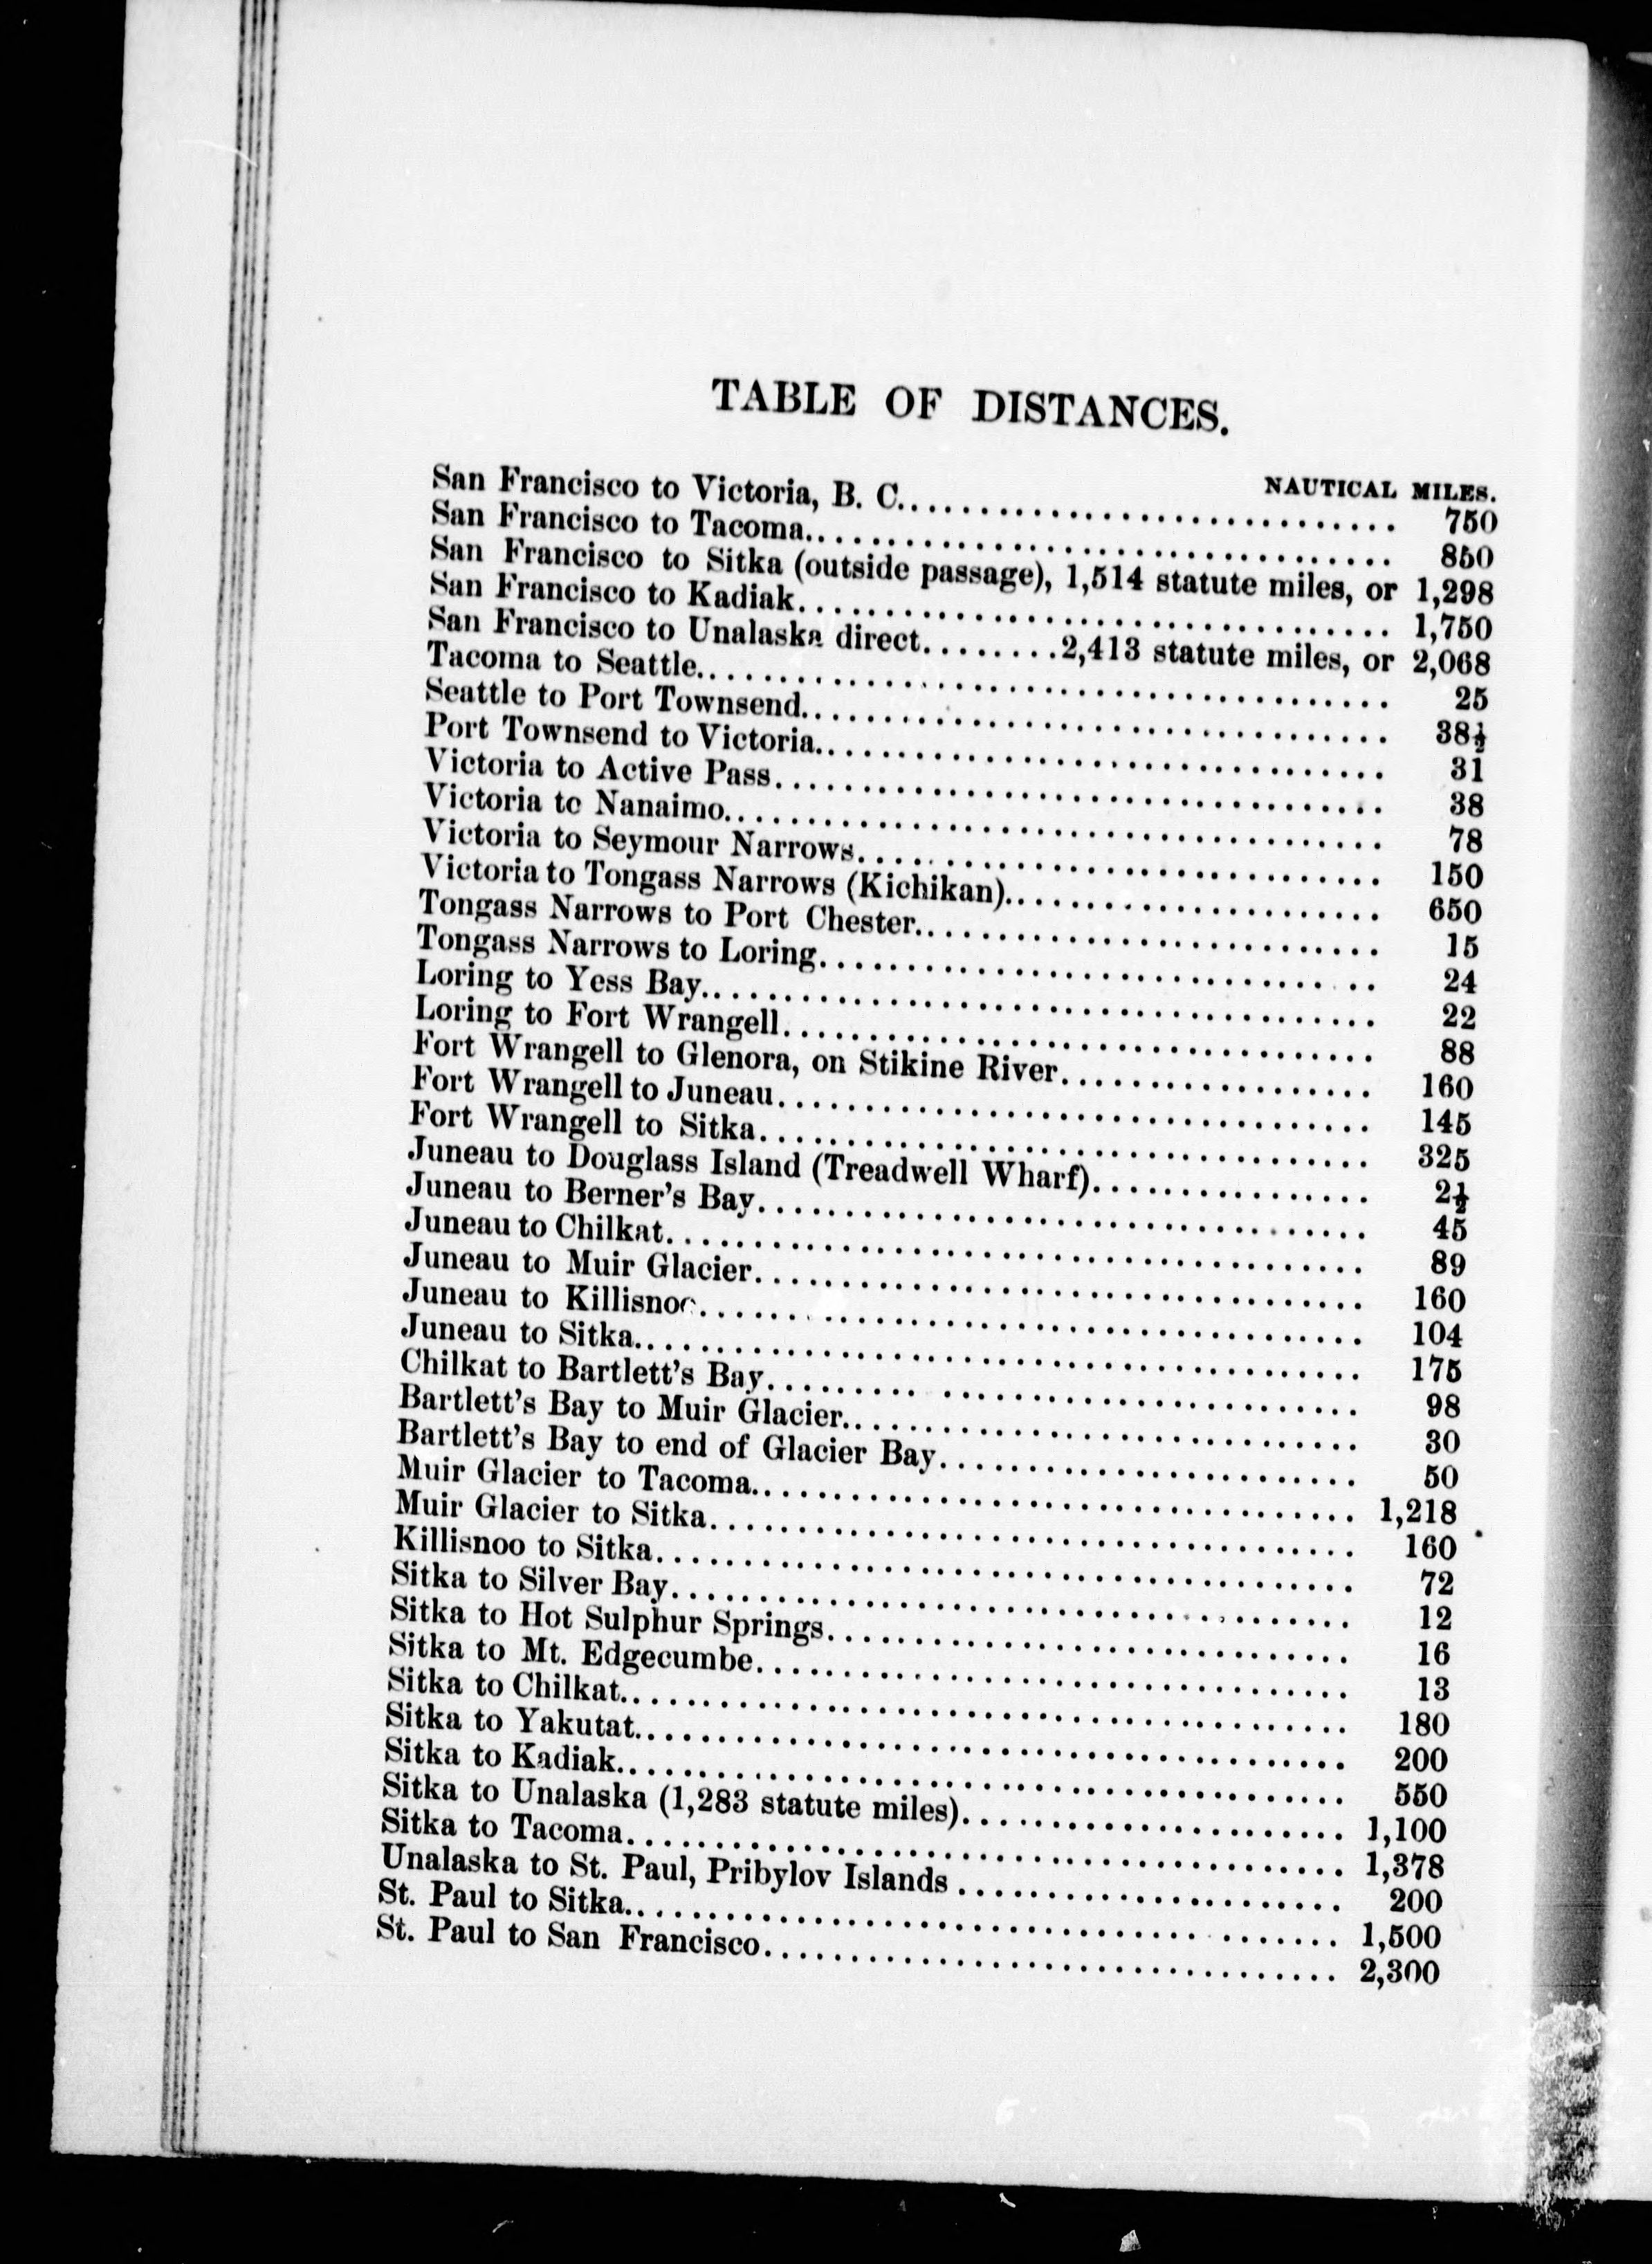 TABLE OF DISTANCES.
NAUTICAL MILES.
San Francisco to Victoria, B. C. 750
San Francisco to Tacoma 850
San Francisco to Sitka (outside passage), 1,514 statute miles, or 1,298
San Francisco to Kadiak 1,750
San Francisco to Unalaska direct 2,413 statute miles, or 2,068
Tacoma to Seattle 25
Seattle to Port Townsend 38½
Port Townsend to Victoria 31
Victoria to Active Pass 38
Victoria to Nanaimo 78
Victoria to Seymour Narrows 150
Victoria to Tongass Narrows (Kichikan) 650
Tongass Narrows to Port Chester 15
Tongass Narrows to Loring 24
Loring to Yess Bay 22
Loring to Fort Wrangell 88
Fort Wrangell to Glenora, on Stikine River 160
Fort Wrangell to Juneau 145
Fort Wrangell to Sitka 325
Juneau to Douglass Island (Treadwell Wharf) 2½
Juneau to Berner's Bay 45
Juneau to Chilkat 89
Juneau to Muir Glacier 160
Juneau to Killisnoo 104
Juneau to Sitka 175
Chilkat to Bartlett's Bay 98
Bartlett's Bay to Muir Glacier 30
Bartlett's Bay to end of Glacier Bay 50
Muir Glacier to Tacoma 1,218
Muir Glacier to Sitka 160
Killisnoo to Sitka 72
Sitka to Silver Bay 12
Sitka to Hot Sulphur Springs 16
Sitka to Mt. Edgecumbe 13
Sitka to Chilkat 180
Sitka to Yakutat 200
Sitka to Kadiak 550
Sitka to Unalaska (1,283 statute miles) 1,100
Sitka to Tacoma 1,378
Unalaska to St. Paul, Pribylov Islands 200
St. Paul to Sitka 1,500
St. Paul to San Francisco 2,300